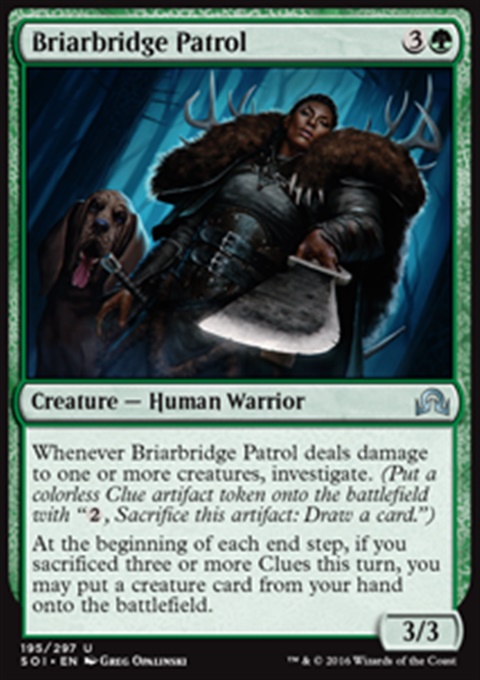 Briarbridge Patrol 3
Creature — Human Warrior
Whenever Briarbridge Patrol deals damage
to one or more creatures, investigate. (Put a
colorless Clue artifact token onto the battlefield
with “2, Sacrifice this artifact: Draw a card.”)
At the beginning of each end step, if you
sacrificed three or more Clues this turn, you
may put a creature card from your hand
onto the battlefield.
3/3
195/297 U
SOI • EN Greg Opalinski ™ & © 2016 Wizards of the Coast